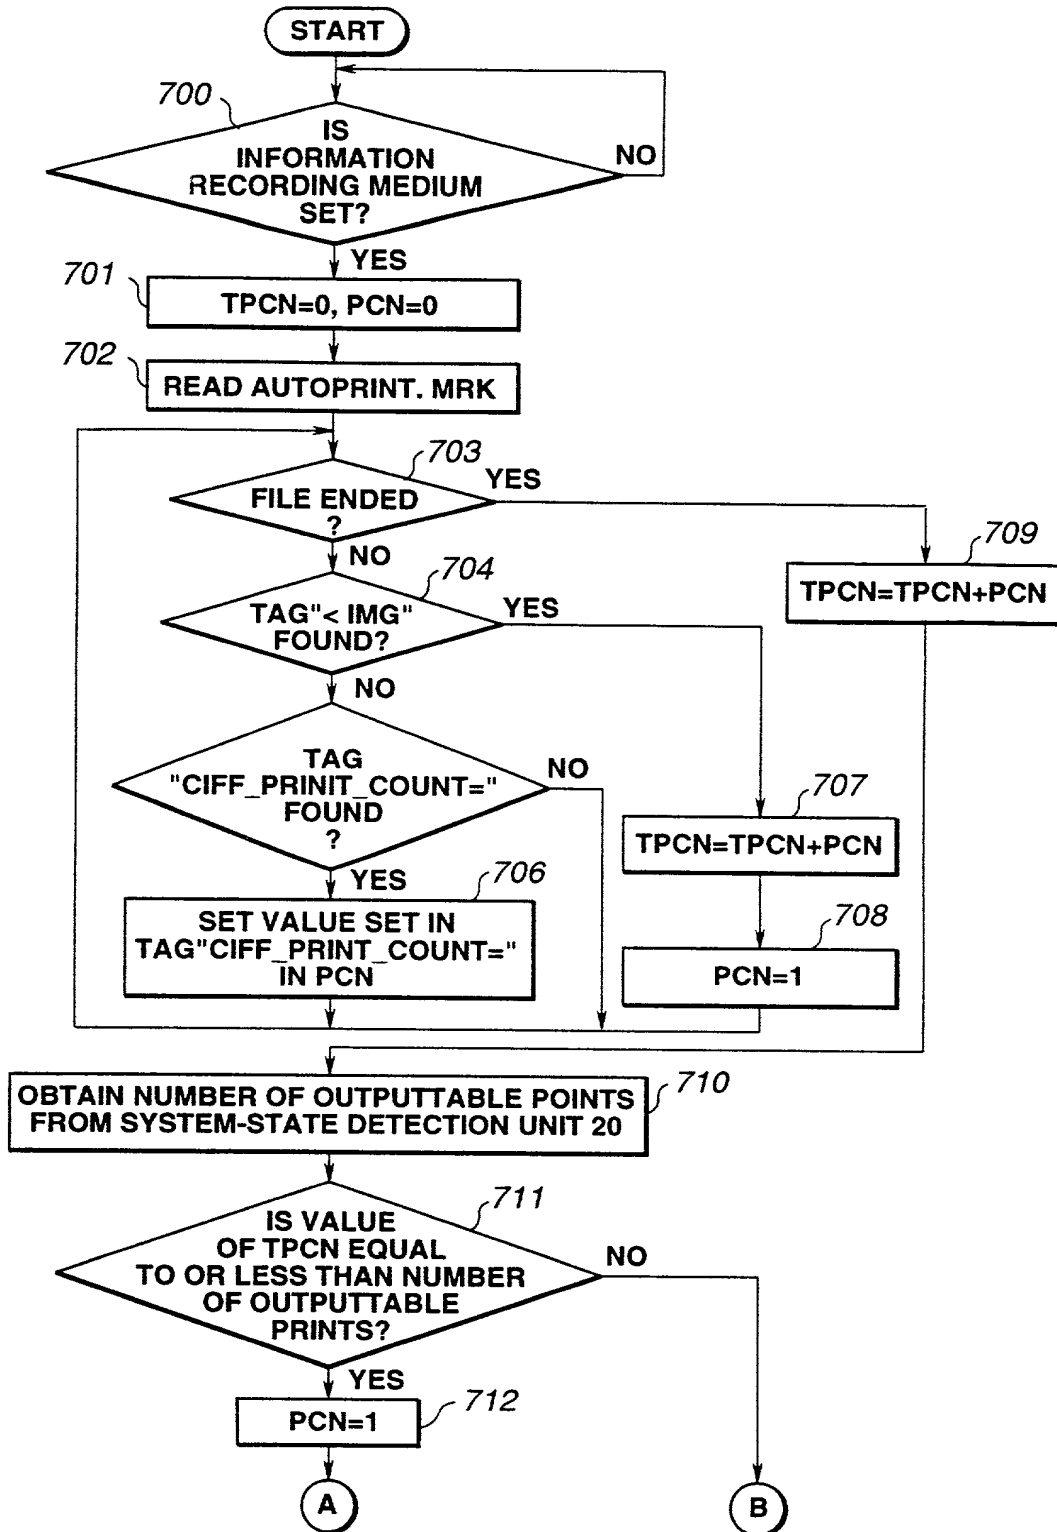 START
700
IS
INFORMATION
RECORDING MEDIUM
SET?
NO
YES
701
TPCN=0, PCN=0
702
READ AUTOPRINT. MRK
703
FILE ENDED
?
YES
NO
709
TPCN=TPCN+PCN
704
TAG"< IMG"
FOUND?
YES
NO
TAG
"CIFF_PRINIT_COUNT="
FOUND
?
NO
YES
707
TPCN=TPCN+PCN
706
SET VALUE SET IN
TAG"CIFF_PRINT_COUNT="
IN PCN
708
PCN=1
710
OBTAIN NUMBER OF OUTPUTTABLE POINTS
FROM SYSTEM-STATE DETECTION UNIT 20
711
IS VALUE
OF TPCN EQUAL
TO OR LESS THAN NUMBER
OF OUTPUTTABLE
PRINTS?
NO
YES
712
PCN=1
A
B